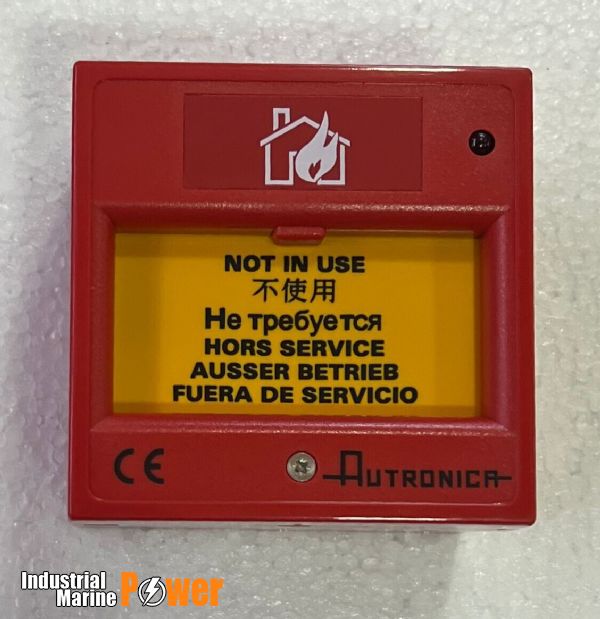 NOT IN USE
不使用
Не требуется
HORS SERVICE
AUSSER BETRIEB
FUERA DE SERVICIO
CE
AUTRONICA
Industrial
Marine Power